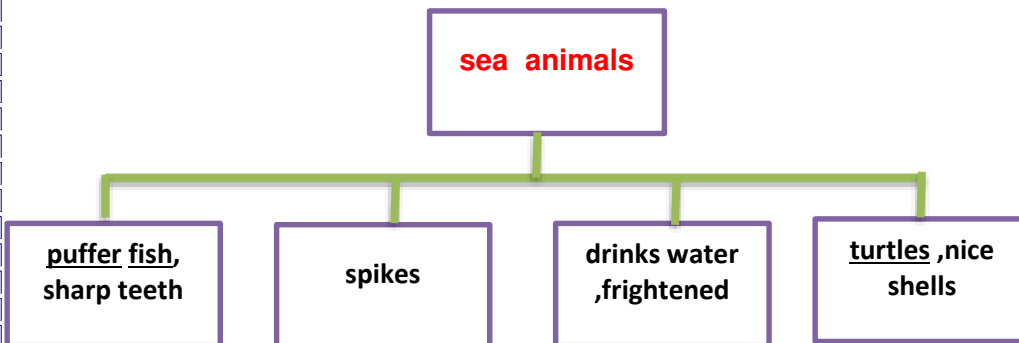 sea animals
puffer fish,
sharp teeth
spikes
drinks water
,frightened
turtles ,nice
shells